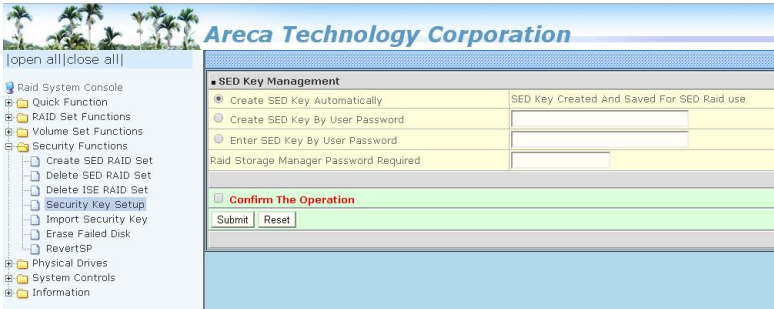 Areca Technology Corporation
|open all||close all|
Raid System Console
Quick Function
RAID Set Functions
Volume Set Functions
Security Functions
Create SED RAID Set
Delete SED RAID Set
Delete ISE RAID Set
Security Key Setup
Import Security Key
Erase Failed Disk
RevertSP
Physical Drives
System Controls
Information
SED Key Management
Create SED Key Automatically SED Key Created And Saved For SED Raid use
Create SED Key By User Password
Enter SED Key By User Password
Raid Storage Manager Password Required
Confirm The Operation
Submit Reset